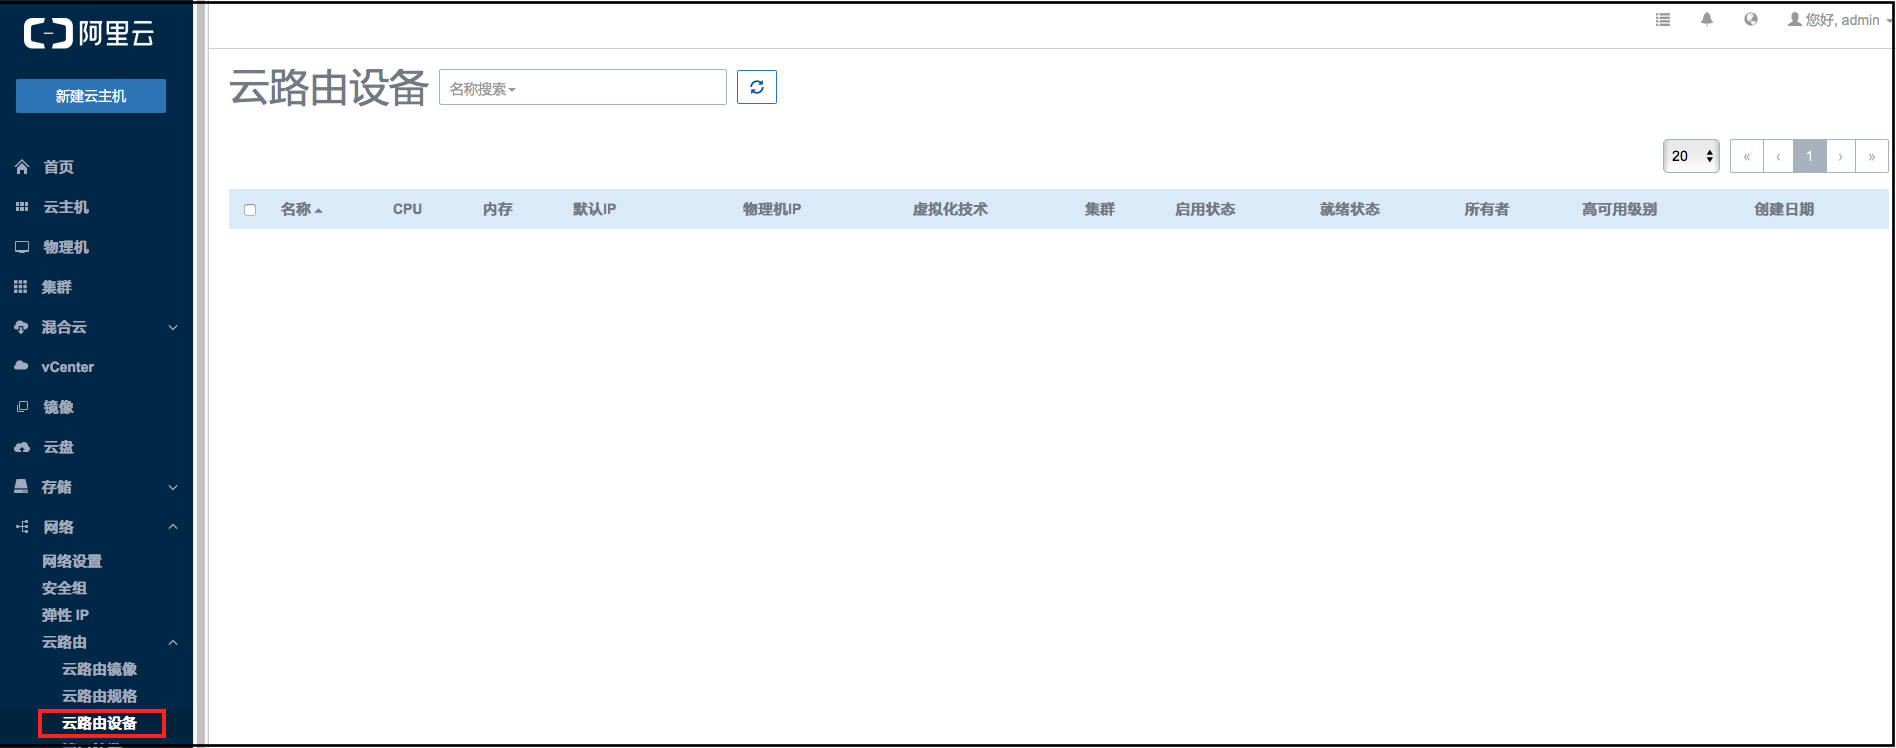 阿里云
新建云主机
首页
云主机
物理机
集群
混合云
vCenter
镜像
云盘
存储
网络
网络设置
安全组
弹性 IP
云路由
云路由镜像
云路由规格
云路由设备
您好, admin
云路由设备
名称搜索
20
« ‹ 1 › »
名称 CPU 内存 默认IP 物理机IP 虚拟化技术 集群 启用状态 就绪状态 所有者 高可用级别 创建日期